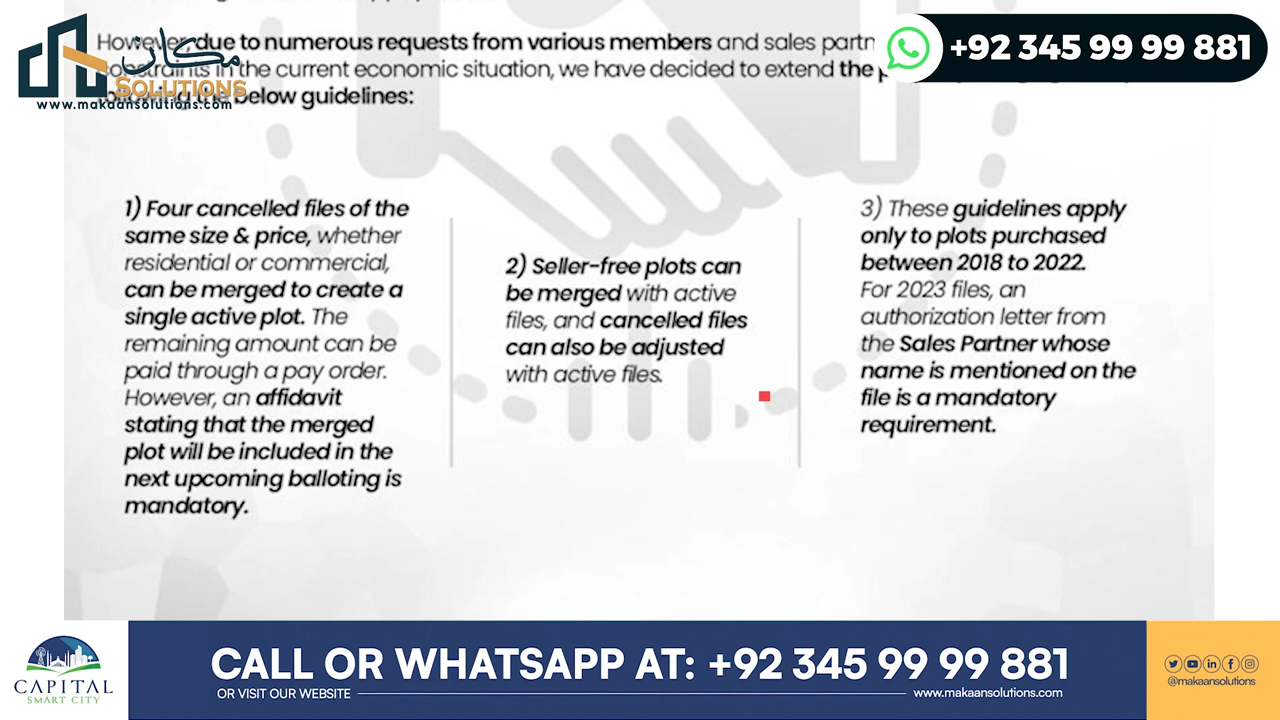 However, due to numerous requests from various members and sales partn
in the current economic situation, we have decided to extend the
below guidelines:
مکان
SOLUTIONS
www.makaansolutions.com
+92 345 99 99 881
1) Four cancelled files of the
same size & price, whether
residential or commercial,
can be merged to create a
single active plot. The
remaining amount can be
paid through a pay order.
However, an affidavit
stating that the merged
plot will be included in the
next upcoming balloting is
mandatory.
2) Seller-free plots can
be merged with active
files, and cancelled files
can also be adjusted
with active files.
3) These guidelines apply
only to plots purchased
between 2018 to 2022.
For 2023 files, an
authorization letter from
the Sales Partner whose
name is mentioned on the
file is a mandatory
requirement.
CAPITAL
SMART CITY
CALL OR WHATSAPP AT: +92 345 99 99 881
OR VISIT OUR WEBSITE www.makaansolutions.com
@makaansolutions